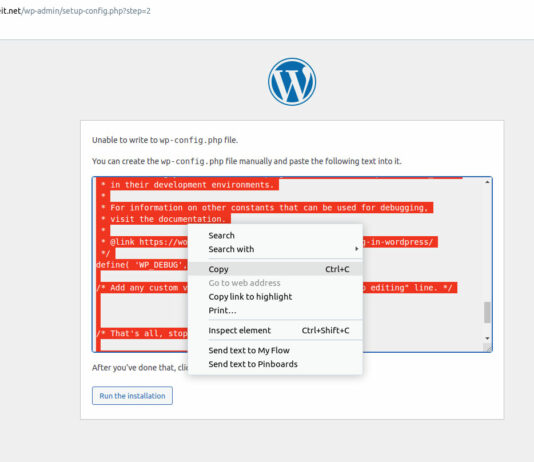 it.net/wp-admin/setup-config.php?step=2
Unable to write to wp-config.php file.
You can create the wp-config.php file manually and paste the following text into it.
* in their development environments.
*
* For information on other constants that can be used for debugging,
* visit the documentation.
*
* @link https://wo g-in-wordpress/
*/
define( 'WP_DEBUG',
/* Add any custom v o editing" line. */
/* That's all, stop
Search
Search with
Copy Ctrl+C
Go to web address
Copy link to highlight
Print...
Inspect element Ctrl+Shift+C
Send text to My Flow
Send text to Pinboards
After you've done that, clic
Run the installation